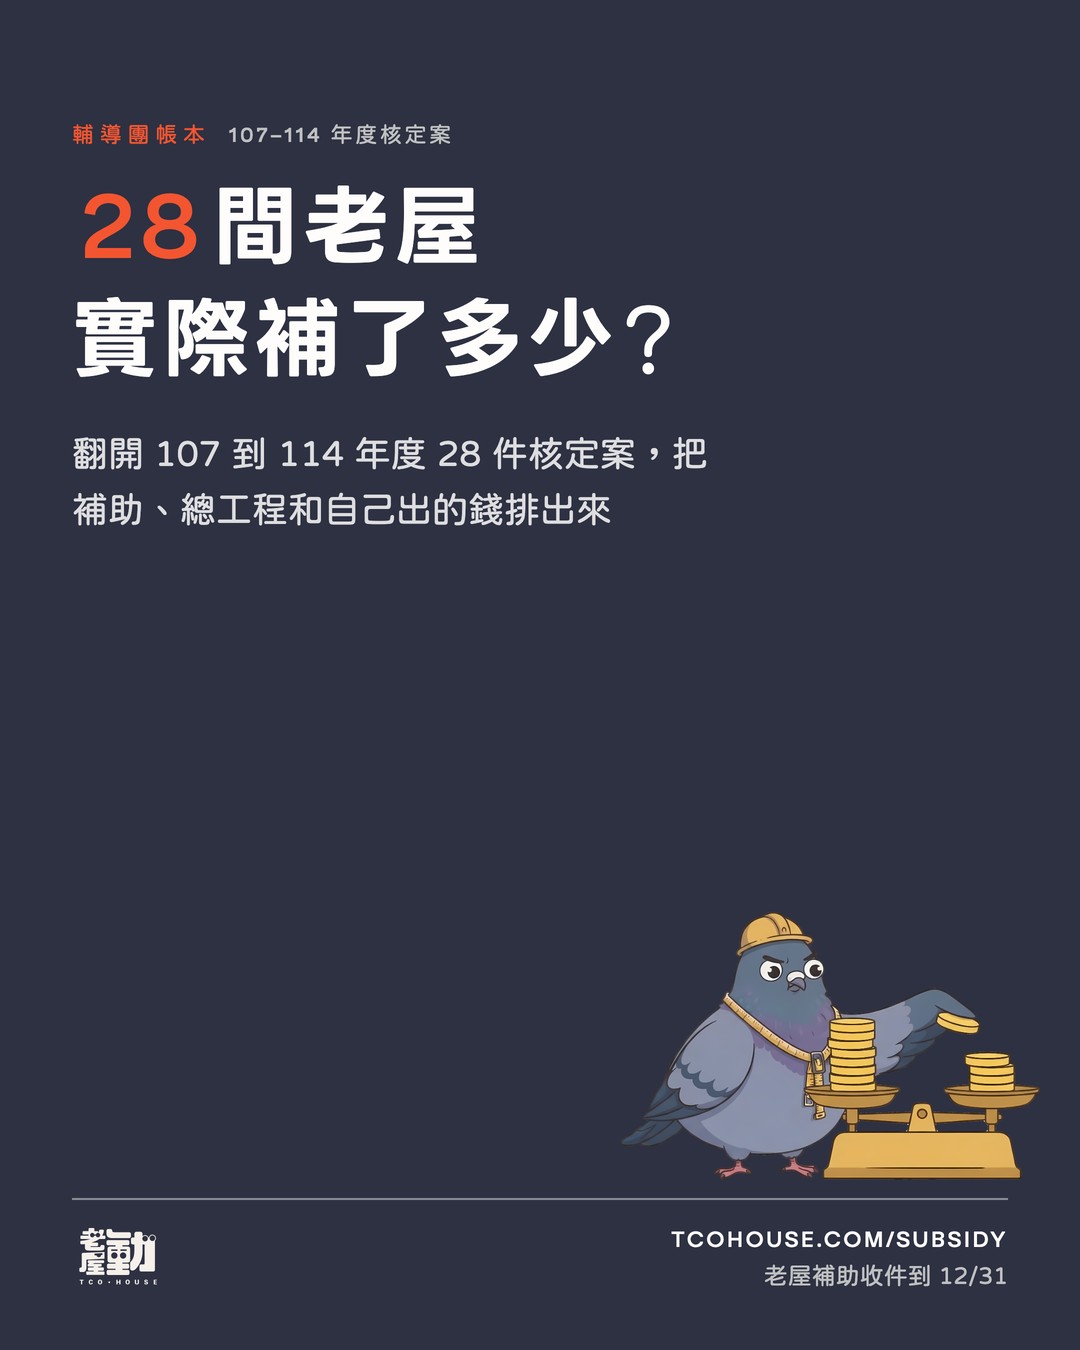 輔導團帳本 107–114 年度核定案
28間老屋
實際補了多少?
翻開 107 到 114 年度 28 件核定案，把
補助、總工程和自己出的錢排出來
老屋動
TCO·HOUSE
TCOHOUSE.COM/SUBSIDY
老屋補助收件到 12/31